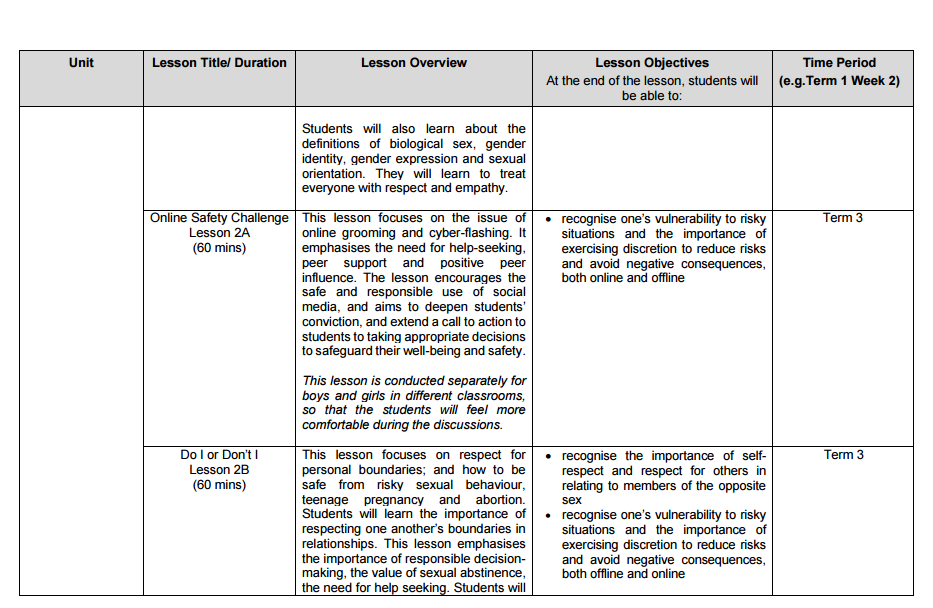 Unit
Lesson Title/ Duration
Lesson Overview
Lesson Objectives
At the end of the lesson, students will
be able to:
Time Period
(e.g.Term 1 Week 2)
Students will also learn about the
definitions of biological sex, gender
identity, gender expression and sexual
orientation. They will learn to treat
everyone with respect and empathy.
Online Safety Challenge
Lesson 2A
(60 mins)
This lesson focuses on the issue of
online grooming and cyber-flashing. It
emphasises the need for help-seeking,
peer support and positive peer
influence. The lesson encourages the
safe and responsible use of social
media, and aims to deepen students’
conviction, and extend a call to action to
students to taking appropriate decisions
to safeguard their well-being and safety.
This lesson is conducted separately for
boys and girls in different classrooms,
so that the students will feel more
comfortable during the discussions.
• recognise one’s vulnerability to risky
situations and the importance of
exercising discretion to reduce risks
and avoid negative consequences,
both online and offline
Term 3
Do I or Don’t I
Lesson 2B
(60 mins)
This lesson focuses on respect for
personal boundaries; and how to be
safe from risky sexual behaviour,
teenage pregnancy and abortion.
Students will learn the importance of
respecting one another’s boundaries in
relationships. This lesson emphasises
the importance of responsible decision-
making, the value of sexual abstinence,
the need for help seeking. Students will
• recognise the importance of self-
respect and respect for others in
relating to members of the opposite
sex
• recognise one’s vulnerability to risky
situations and the importance of
exercising discretion to reduce risks
and avoid negative consequences,
both offline and online
Term 3